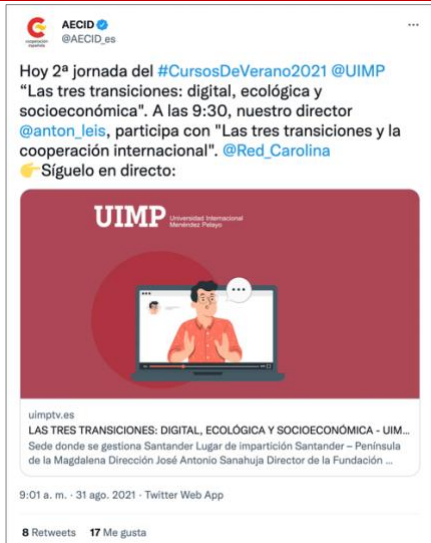 AECID
@AECID_es
cooperación
española
Hoy 2ª jornada del #CursosDeVerano2021 @UIMP
“Las tres transiciones: digital, ecológica y
socioeconómica". A las 9:30, nuestro director
@anton_leis, participa con "Las tres transiciones y la
cooperación internacional". @Red_Carolina
👉Síguelo en directo:
UIMP Universidad Internacional
Menéndez Pelayo
uimptv.es
LAS TRES TRANSICIONES: DIGITAL, ECOLÓGICA Y SOCIOECONÓMICA - UIM...
Sede donde se gestiona Santander Lugar de impartición Santander – Península
de la Magdalena Dirección José Antonio Sanahuja Director de la Fundación ...
9:01 a. m. · 31 ago. 2021 · Twitter Web App
8 Retweets 17 Me gusta